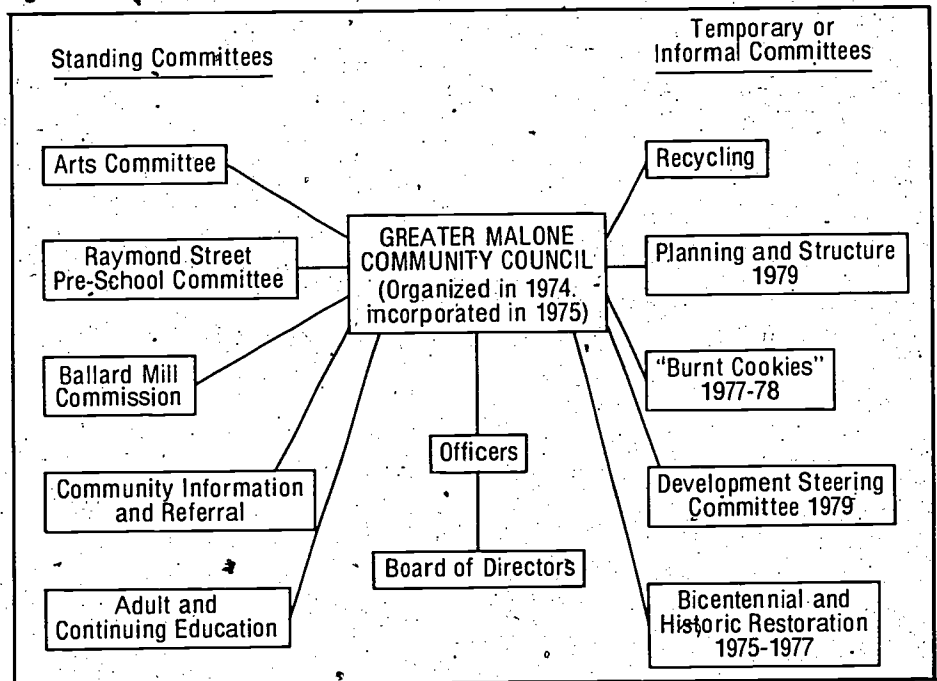 Standing Committees
Temporary or
Informal Committees
Arts Committee
Raymond Street
Pre-School Committee
Ballard Mill
Commission
Community Information
and Referral
Adult and
Continuing Education
GREATER MALONE
COMMUNITY COUNCIL
(Organized in 1974.
incorporated in 1975)
Officers
Board of Directors
Recycling
Planning and Structure
1979
"Burnt Cookies"
1977-78
Development Steering
Committee 1979
Bicentennial and
Historic Restoration
1975-1977